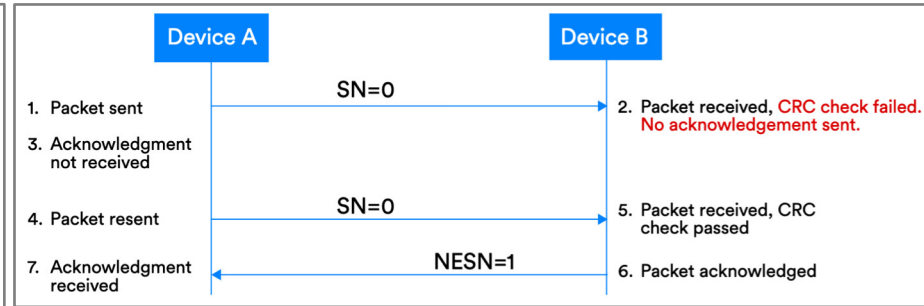 Device A
Device B
SN=0
1. Packet sent
2. Packet received, CRC check failed.
No acknowledgement sent.
3. Acknowledgment
not received
SN=0
4. Packet resent
5. Packet received, CRC
check passed
NESN=1
7. Acknowledgment
received
6. Packet acknowledged